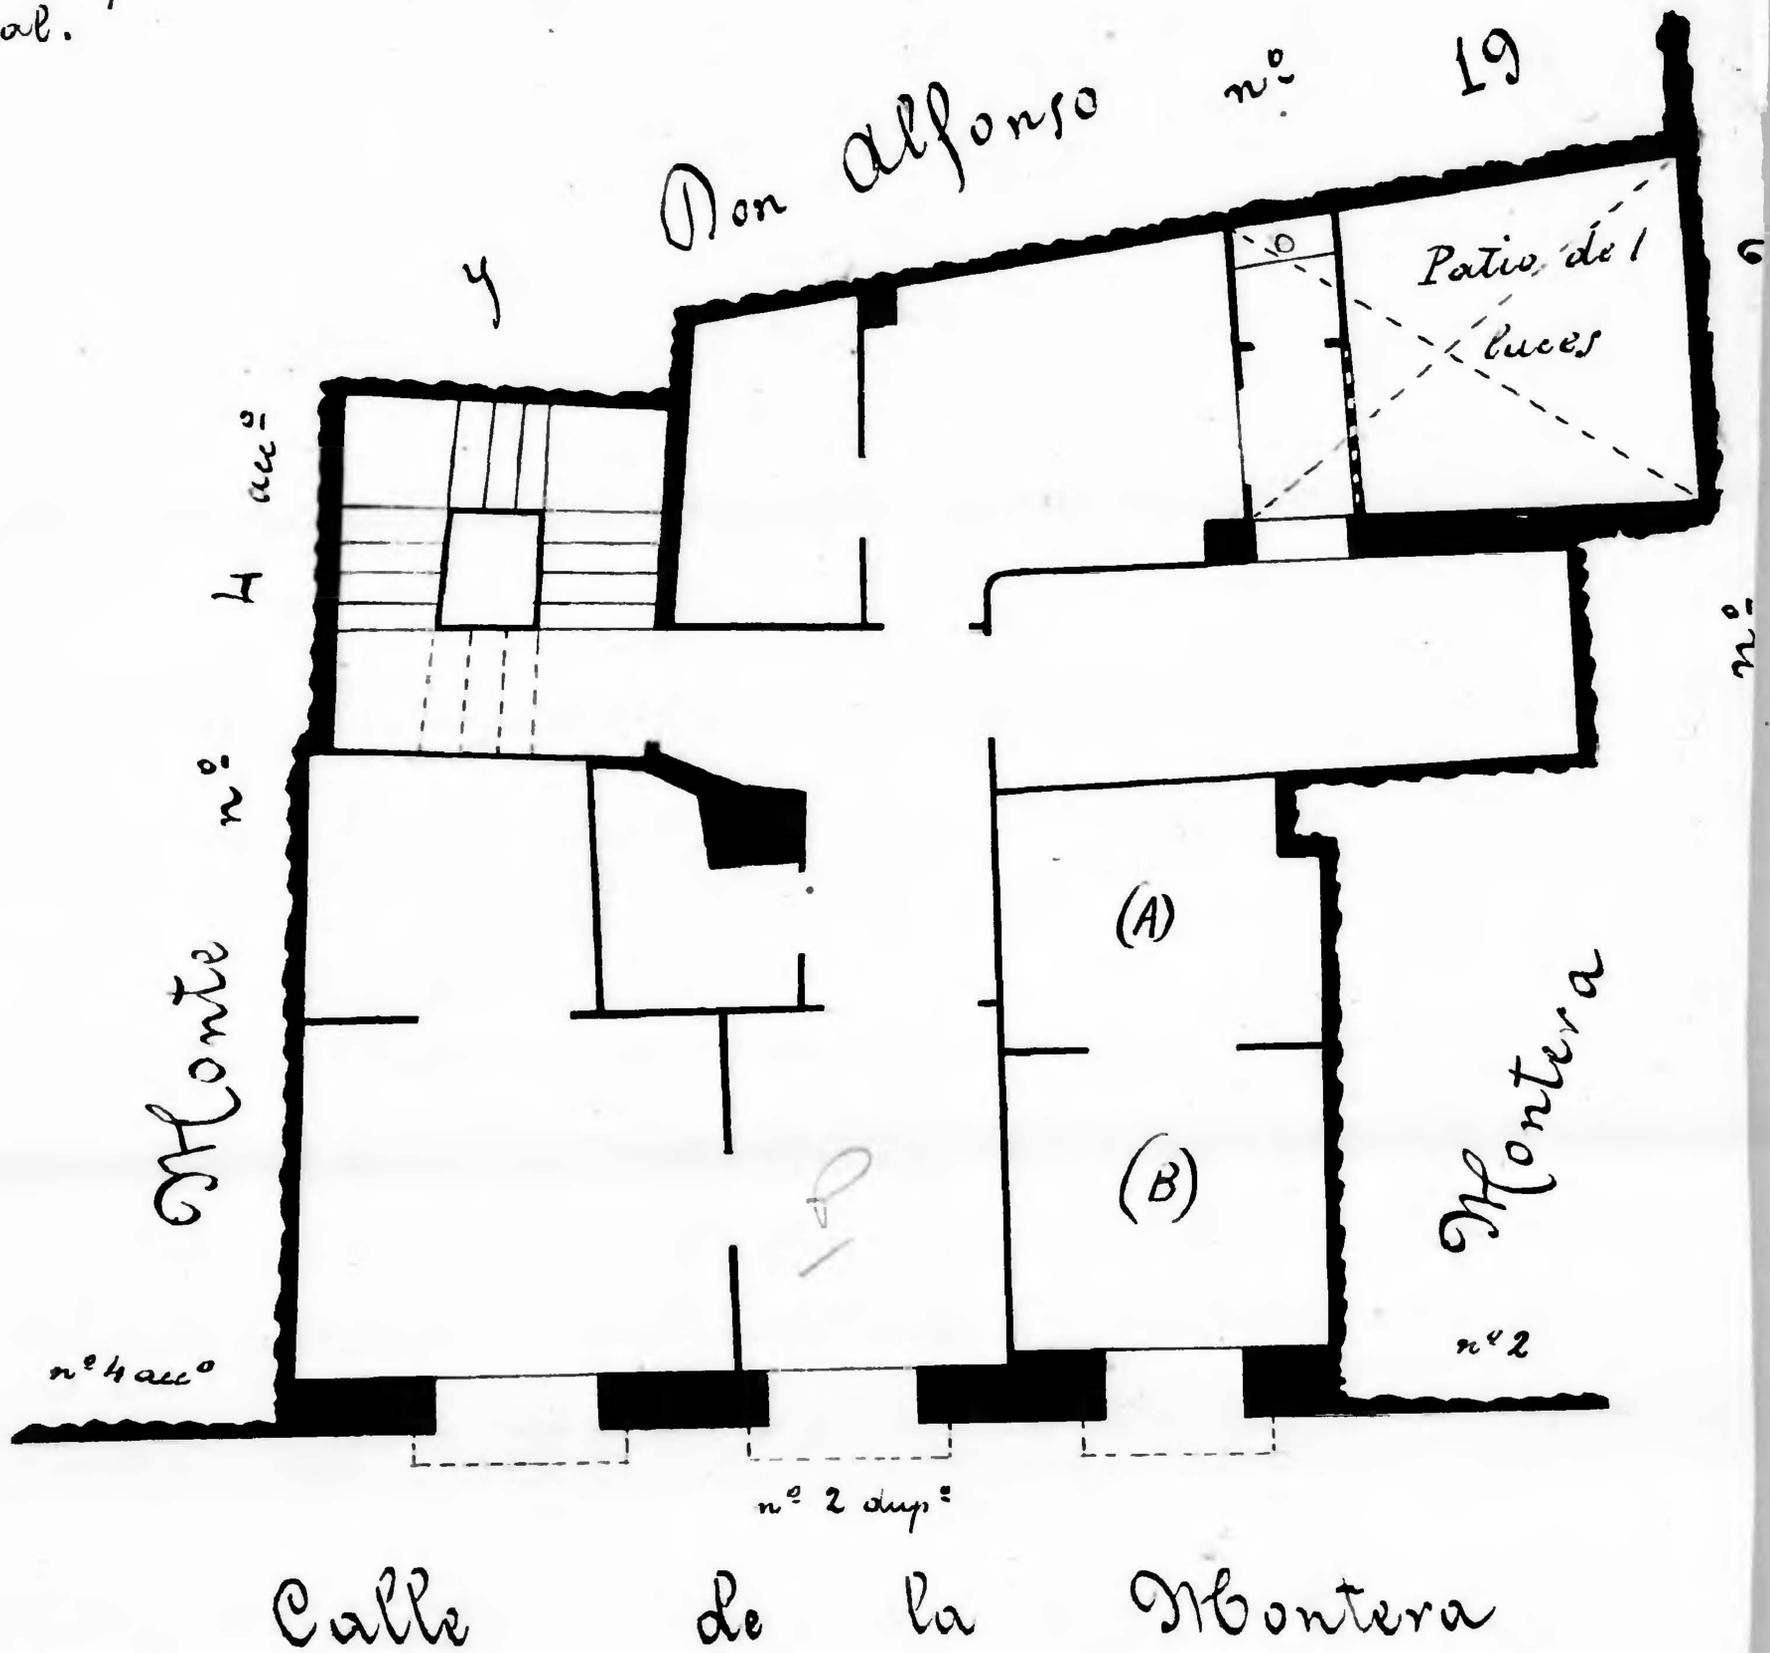 al.
Don Alfonso nº 19
y
Patio de
luces
Monte nº 4 accº
(A)
(B)
Montera nº 6
nº 4 accº
nº 2
nº 2 dupº
Calle de la Montera